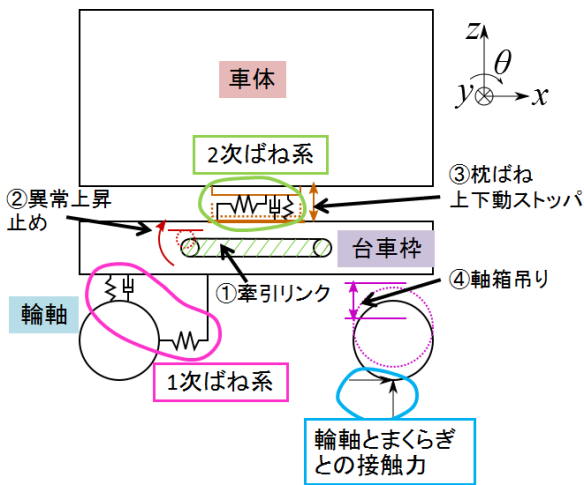 車体
z
θ
y
x
2次ばね系
②異常上昇
止め
③枕ばね
上下動ストッパ
台車枠
①牽引リンク
④軸箱吊り
輪軸
1次ばね系
輪軸とまくらぎ
との接触力